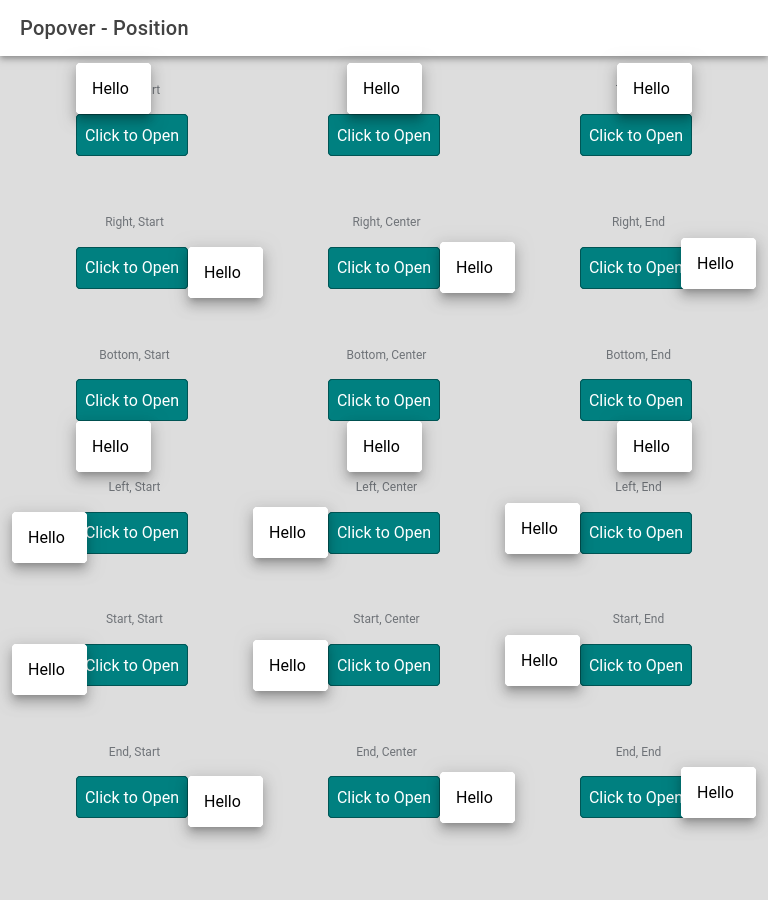 Popover - Position
Hello Hello Hello
Click to Open Click to Open Click to Open
Right, Start Right, Center Right, End
Click to Open Hello Click to Open Hello Click to Open Hello
Bottom, Start Bottom, Center Bottom, End
Click to Open Click to Open Click to Open
Hello Hello Hello
Left, Start Left, Center Left, End
Hello Click to Open Hello Click to Open Hello Click to Open
Start, Start Start, Center Start, End
Hello Click to Open Hello Click to Open Hello Click to Open
End, Start End, Center End, End
Click to Open Hello Click to Open Hello Click to Open Hello